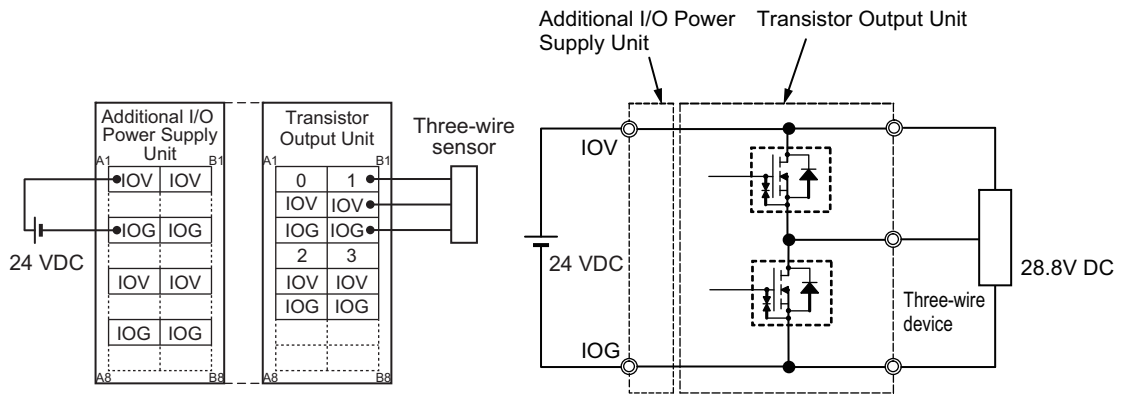 Additional I/O Power
Supply Unit
Transistor Output Unit
Additional I/O
Power Supply
Unit
A1
B1
IOV IOV
IOG IOG
IOV IOV
IOG IOG
A8
B8
24 VDC
Transistor
Output Unit
A1
B1
0 1
IOV IOV
IOG IOG
2 3
IOV IOV
IOG IOG
A8
B8
Three-wire
sensor
IOV
24 VDC
IOG
Three-wire
device
28.8V DC